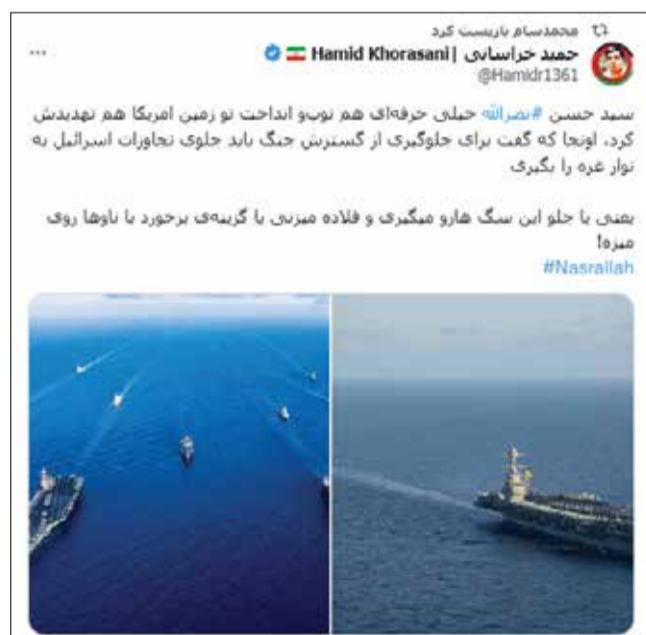 محمدسام بازپست کرد
حمید خراسانی | Hamid Khorasani
@Hamidr1361
سید حسن #نصرالله خیلی حرفه‌ای هم توپو انداخت تو زمین امریکا هم تهدیدش
کرد، اونجا که گفت برای جلوگیری از گسترش جنگ باید جلوی تجاوزات اسرائیل به
نوار غزه را بگیری
یعنی یا جلو این سگ هارو میگیری و قلاده میزنی یا گزینه‌ی برخورد با ناوها روی
میزه!
#Nasrallah